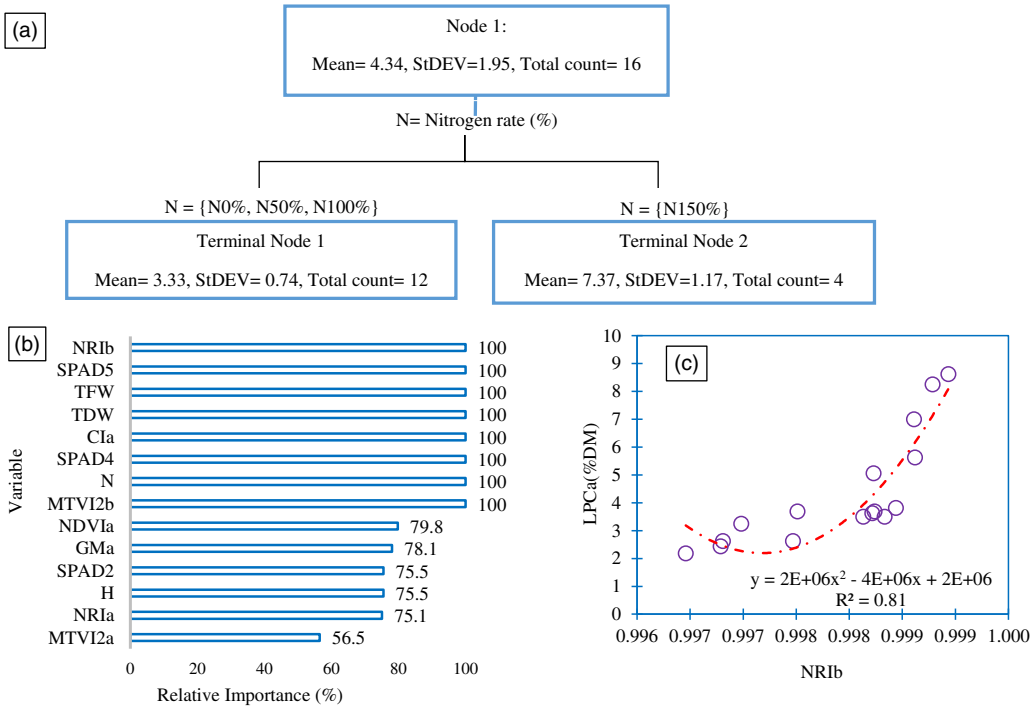 (a)
Node 1:
Mean= 4.34, StDEV=1.95, Total count= 16
N= Nitrogen rate (%)
N = {N0%, N50%, N100%}
N = {N150%}
Terminal Node 1
Mean= 3.33, StDEV= 0.74, Total count= 12
Terminal Node 2
Mean= 7.37, StDEV=1.17, Total count= 4
(b)
Variable
NRIb 100
SPAD5 100
TFW 100
TDW 100
CIa 100
SPAD4 100
N 100
MTVI2b 100
NDVIa 79.8
GMa 78.1
SPAD2 75.5
H 75.5
NRIa 75.1
MTVI2a 56.5
0 20 40 60 80 100
Relative Importance (%)
(c)
LPCa(%DM)
10
9
8
7
6
5
4
3
2
1
0
y = 2E+06x² - 4E+06x + 2E+06
R² = 0.81
0.996 0.997 0.997 0.998 0.998 0.999 0.999 1.000
NRIb